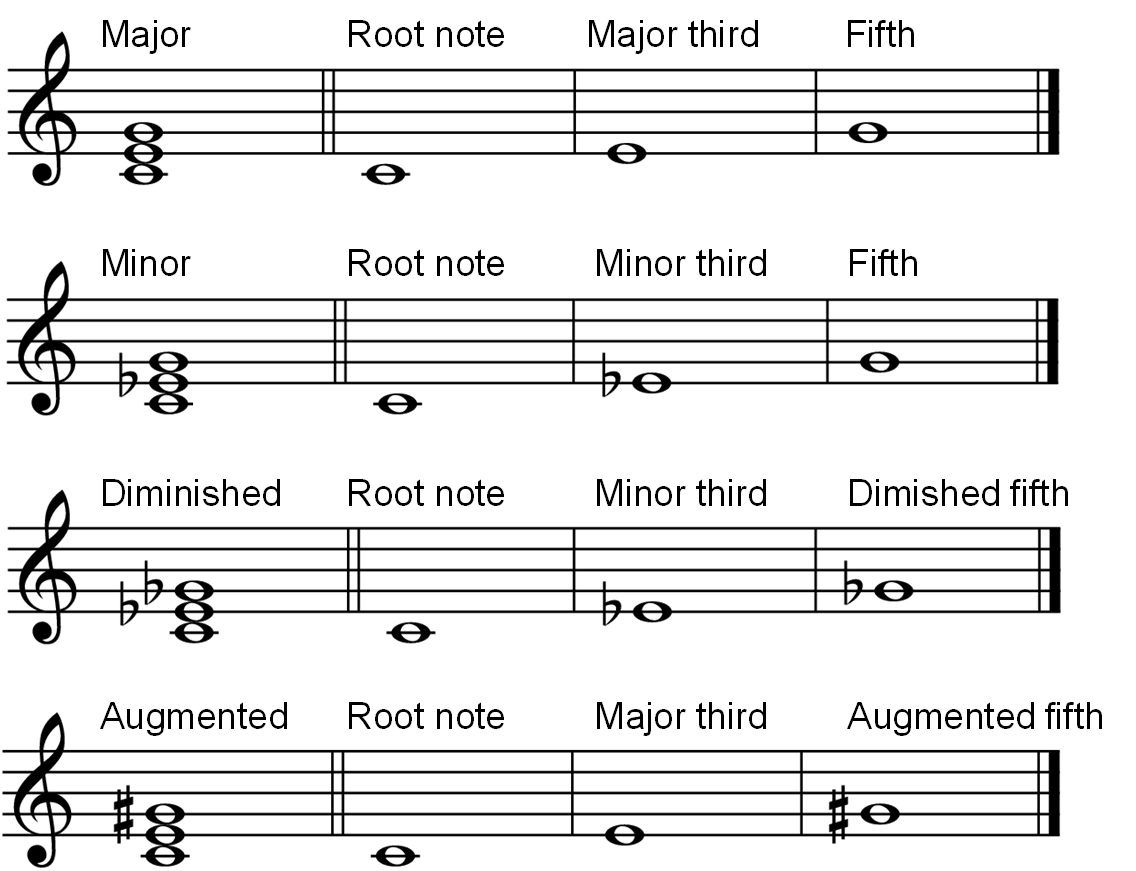 Major Root note Major third Fifth
Minor Root note Minor third Fifth
Diminished Root note Minor third Dimished fifth
Augmented Root note Major third Augmented fifth